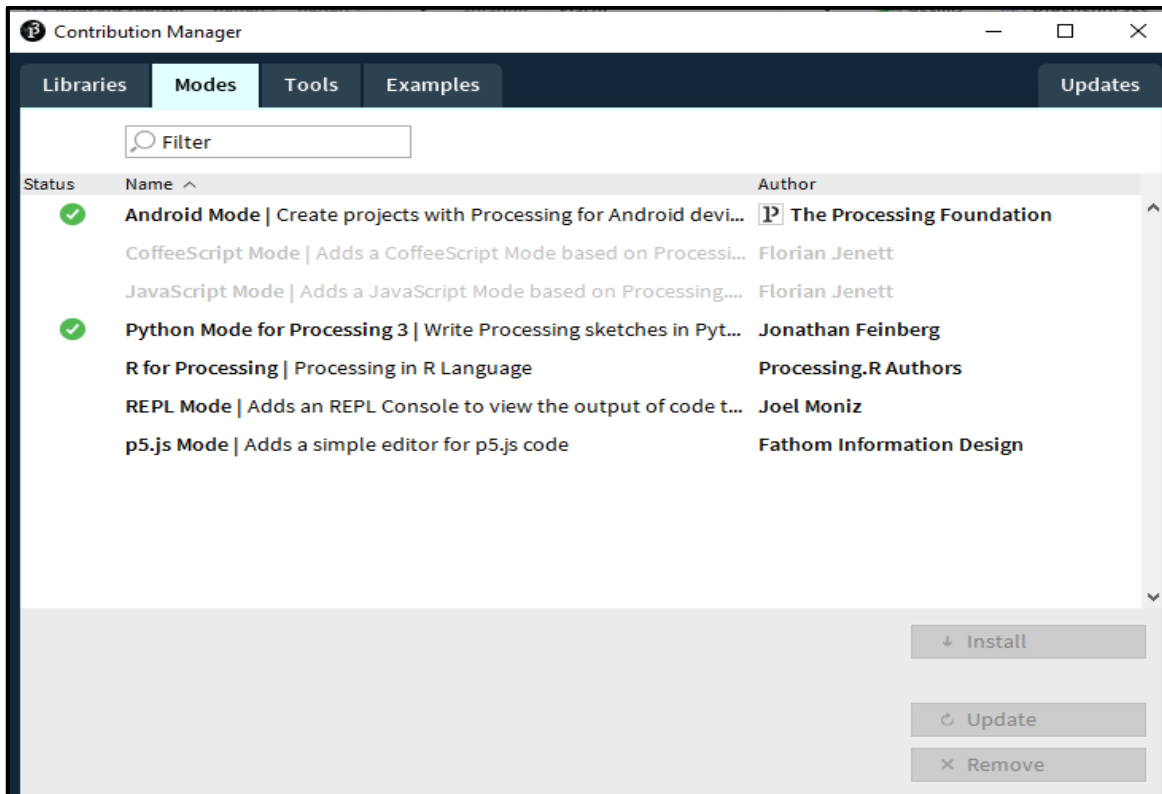 Contribution Manager
Libraries Modes Tools Examples Updates
Filter
Status Name Author
Android Mode | Create projects with Processing for Android devi... The Processing Foundation
CoffeeScript Mode | Adds a CoffeeScript Mode based on Processi... Florian Jenett
JavaScript Mode | Adds a JavaScript Mode based on Processing.... Florian Jenett
Python Mode for Processing 3 | Write Processing sketches in Pyt... Jonathan Feinberg
R for Processing | Processing in R Language Processing.R Authors
REPL Mode | Adds an REPL Console to view the output of code t... Joel Moniz
p5.js Mode | Adds a simple editor for p5.js code Fathom Information Design
Install
Update
Remove